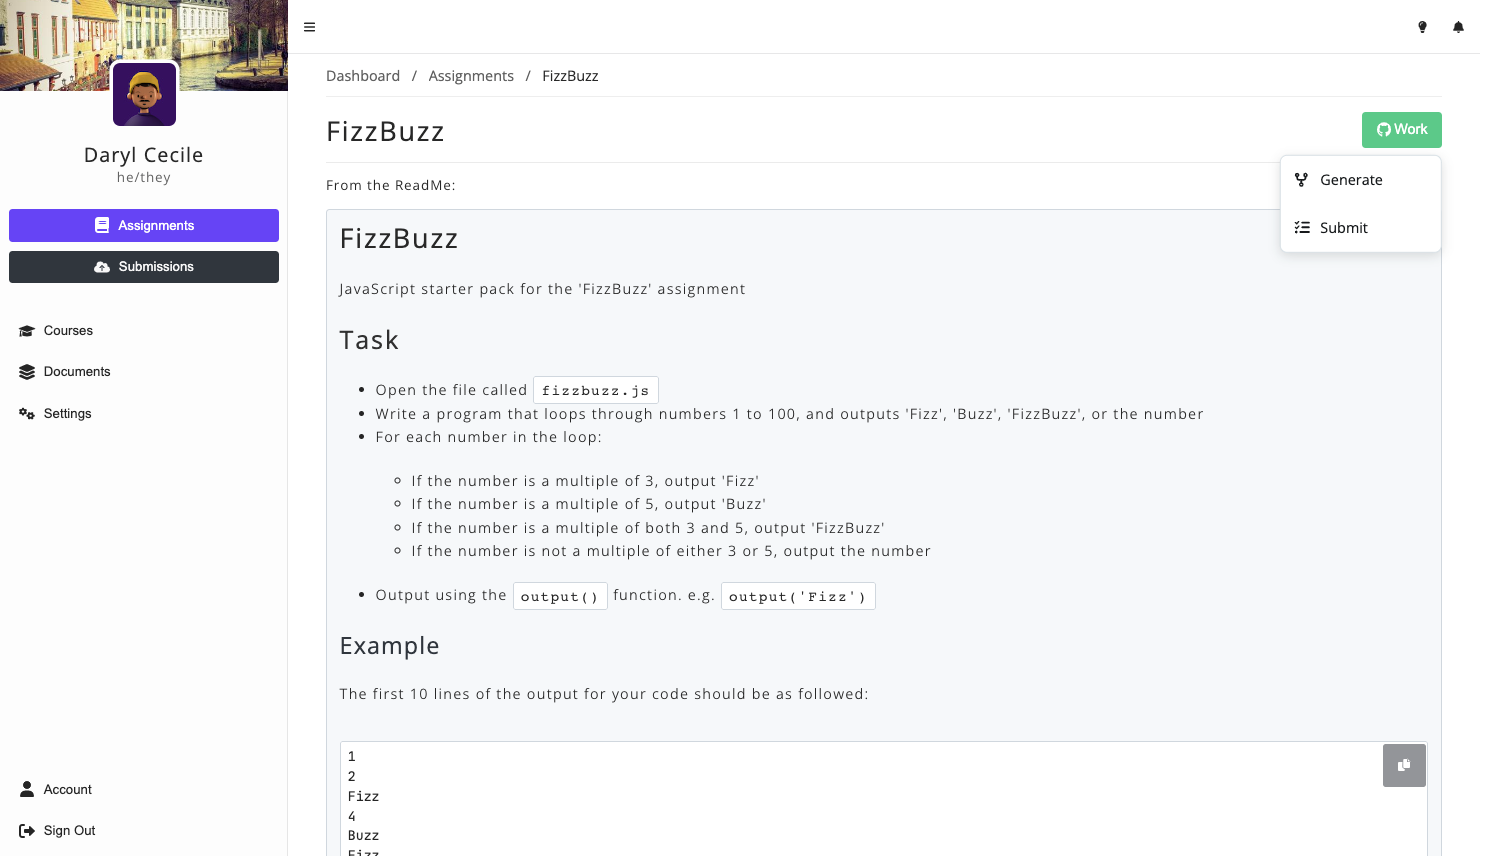 Daryl Cecile
he/they
Assignments
Submissions
Courses
Documents
Settings
Account
Sign Out
Dashboard / Assignments / FizzBuzz
FizzBuzz
Work
Generate
Submit
From the ReadMe:
FizzBuzz
JavaScript starter pack for the 'FizzBuzz' assignment
Task
Open the file called fizzbuzz.js
Write a program that loops through numbers 1 to 100, and outputs 'Fizz', 'Buzz', 'FizzBuzz', or the number
For each number in the loop:
If the number is a multiple of 3, output 'Fizz'
If the number is a multiple of 5, output 'Buzz'
If the number is a multiple of both 3 and 5, output 'FizzBuzz'
If the number is not a multiple of either 3 or 5, output the number
Output using the output() function. e.g. output('Fizz')
Example
The first 10 lines of the output for your code should be as followed:
1
2
Fizz
4
Buzz
Fizz